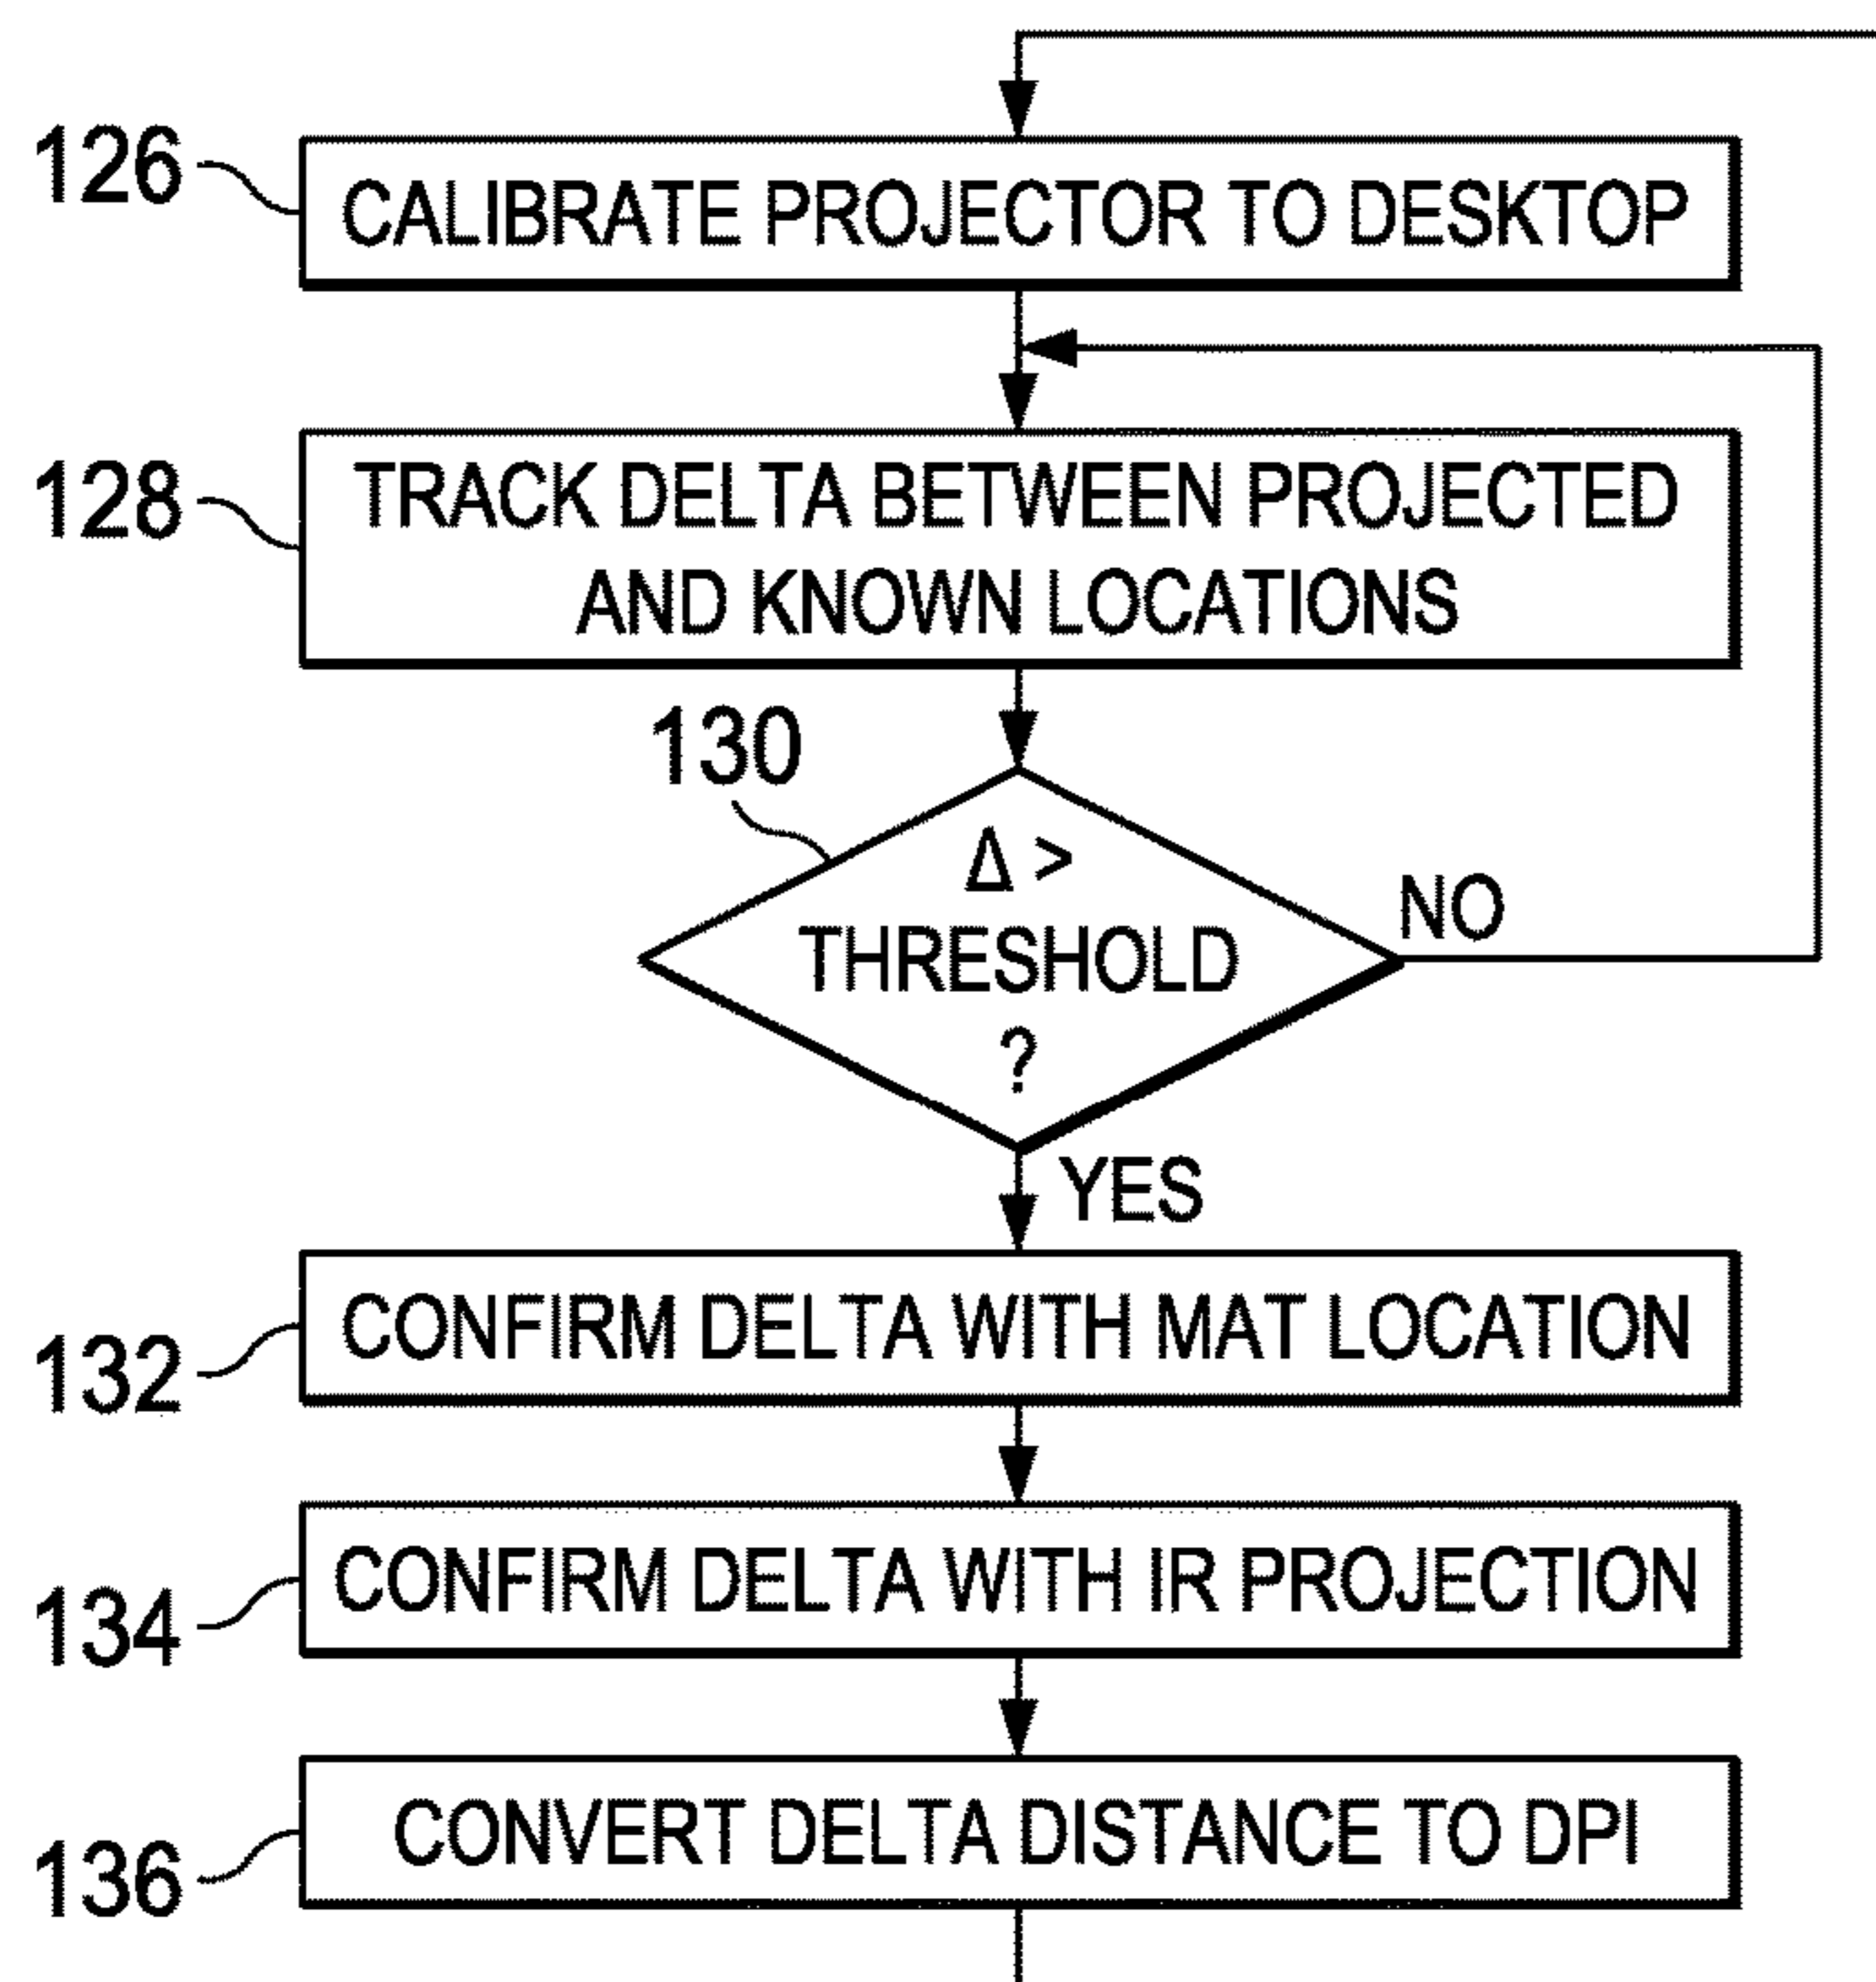 126
CALIBRATE PROJECTOR TO DESKTOP
128
TRACK DELTA BETWEEN PROJECTED
AND KNOWN LOCATIONS
130
Δ >
THRESHOLD
?
NO
YES
132
CONFIRM DELTA WITH MAT LOCATION
134
CONFIRM DELTA WITH IR PROJECTION
136
CONVERT DELTA DISTANCE TO DPI